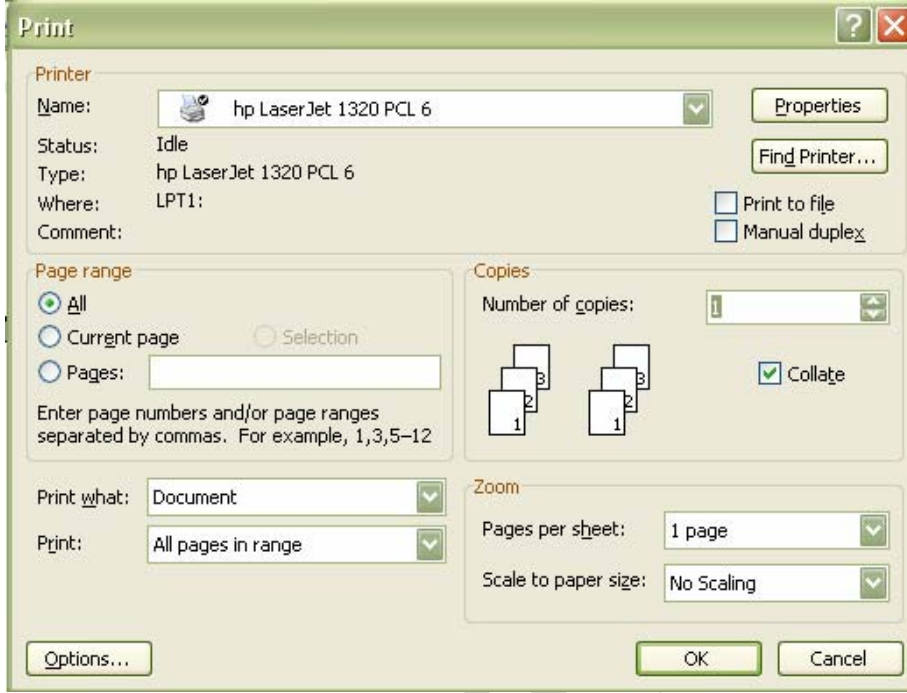 Print
Printer
Name: hp LaserJet 1320 PCL 6 Properties
Status: Idle
Find Printer...
Type: hp LaserJet 1320 PCL 6
Where: LPT1: Print to file
Comment: Manual duplex
Page range
All
Current page Selection
Pages:
Enter page numbers and/or page ranges
separated by commas. For example, 1,3,5–12
Copies
Number of copies: 1
3 3
2 2
1 1
Collate
Print what: Document
Print: All pages in range
Zoom
Pages per sheet: 1 page
Scale to paper size: No Scaling
Options... OK Cancel